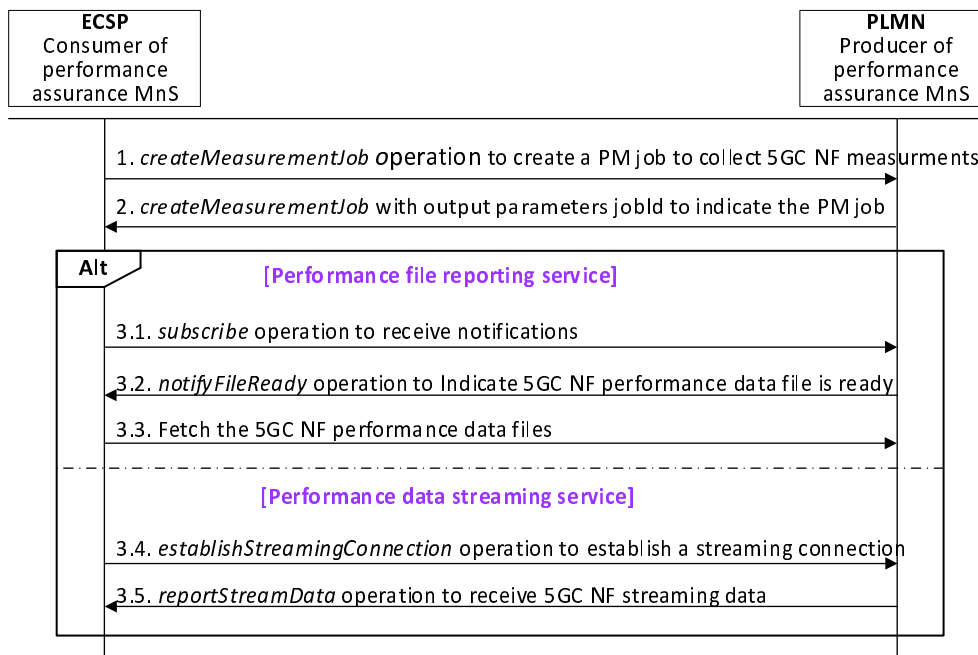 ECSP
Consumer of
performance
assurance MnS
PLMN
Producer of
performance
assurance MnS
1. createMeasurementJob operation to create a PM job to collect 5GC NF measurments
2. createMeasurementJob with output parameters jobId to indicate the PM job
Alt
[Performance file reporting service]
3.1. subscribe operation to receive notifications
3.2. notifyFileReady operation to Indicate 5GC NF performance data file is ready
3.3. Fetch the 5GC NF performance data files
[Performance data streaming service]
3.4. establishStreamingConnection operation to establish a streaming connection
3.5. reportStreamData operation to receive 5GC NF streaming data